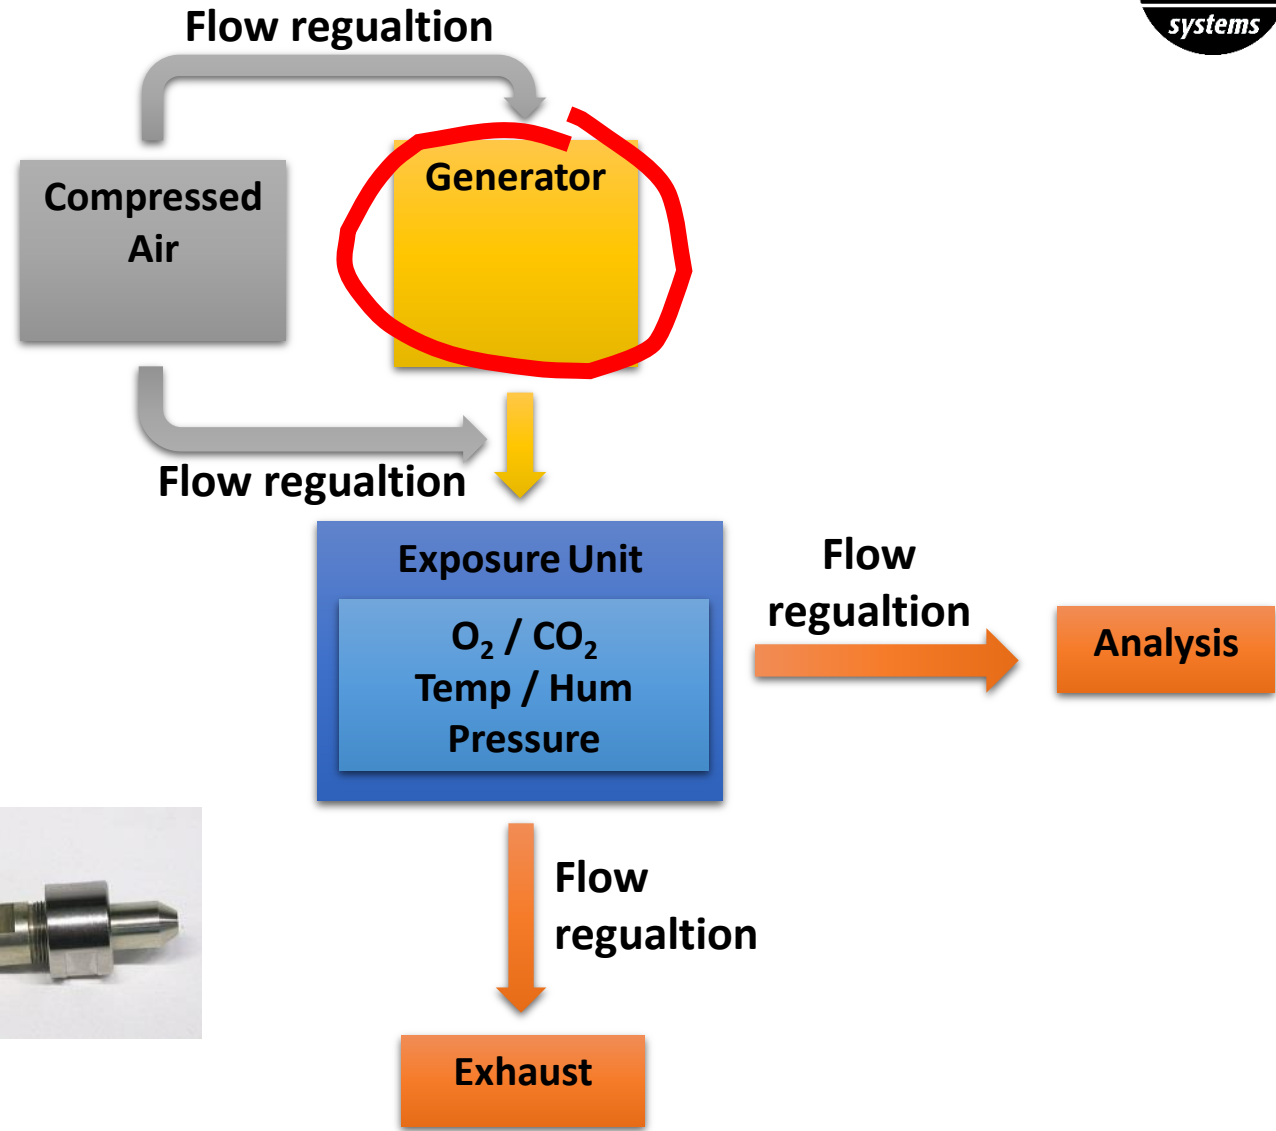 Flow regualtion
systems
Compressed
Air
Generator
Flow regualtion
Exposure Unit
O₂ / CO₂
Temp / Hum
Pressure
Flow
regualtion
Analysis
Flow
regualtion
Exhaust